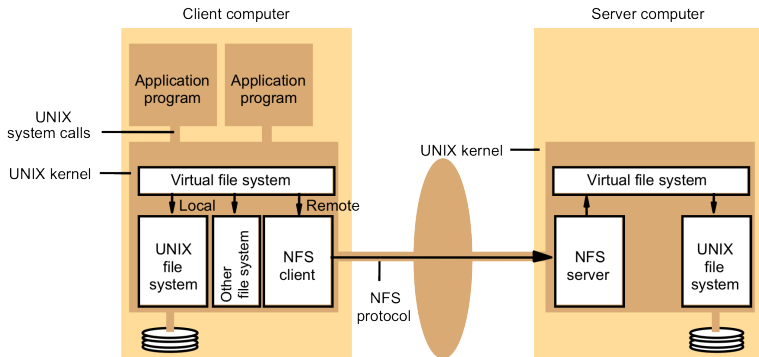 Client computer
Server computer
Application
program
Application
program
UNIX
system calls
UNIX kernel
UNIX kernel
Virtual file system
Virtual file system
Local
Remote
UNIX
file
system
Other
file system
NFS
client
NFS
server
UNIX
file
system
NFS
protocol